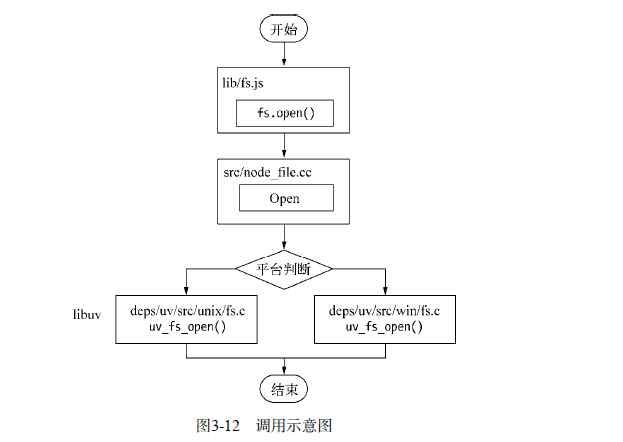 开始
lib/fs.js
fs.open()
src/node_file.cc
Open
平台判断
libuv
deps/uv/src/unix/fs.c
uv_fs_open()
deps/uv/src/win/fs.c
uv_fs_open()
结束
图3-12 调用示意图